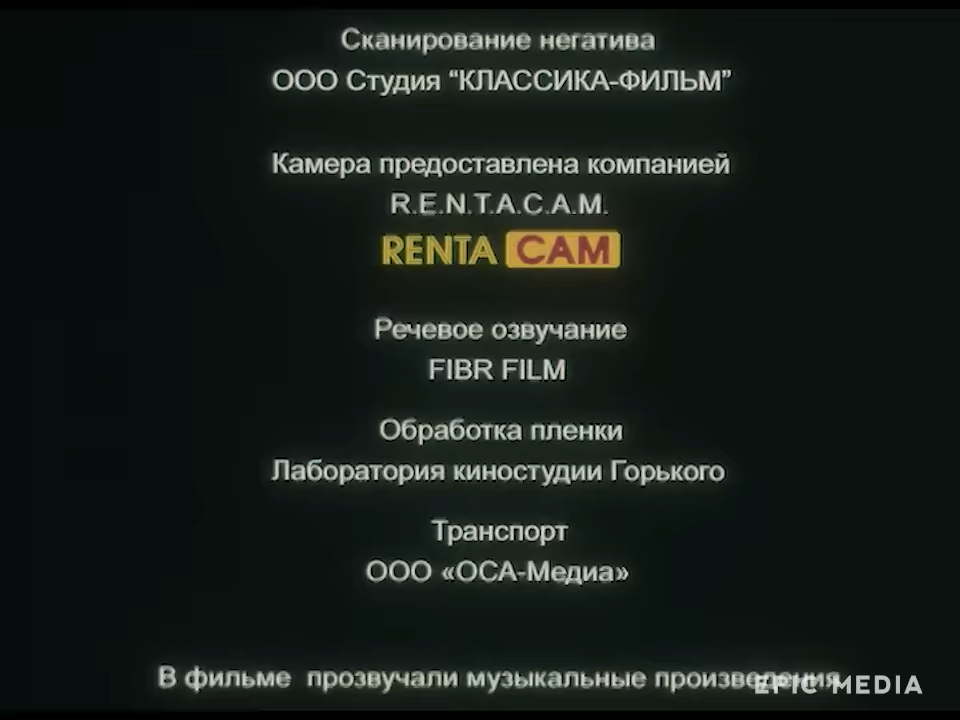 Сканирование негатива
ООО Студия “КЛАССИКА-ФИЛЬМ”
Камера предоставлена компанией
R.E.N.T.A.C.A.M.
RENTA CAM
Речевое озвучание
FIBR FILM
Обработка пленки
Лаборатория киностудии Горького
Транспорт
ООО «ОСА-Медиа»
В фильме прозвучали музыкальные произведения
EPIC MEDIA